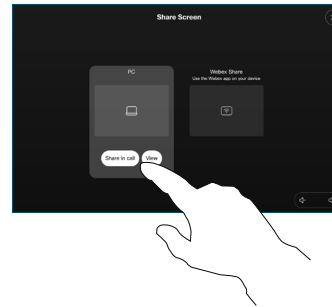 Share Screen
PC
Webex Share
Use the Webex app on your device
Share in call
View